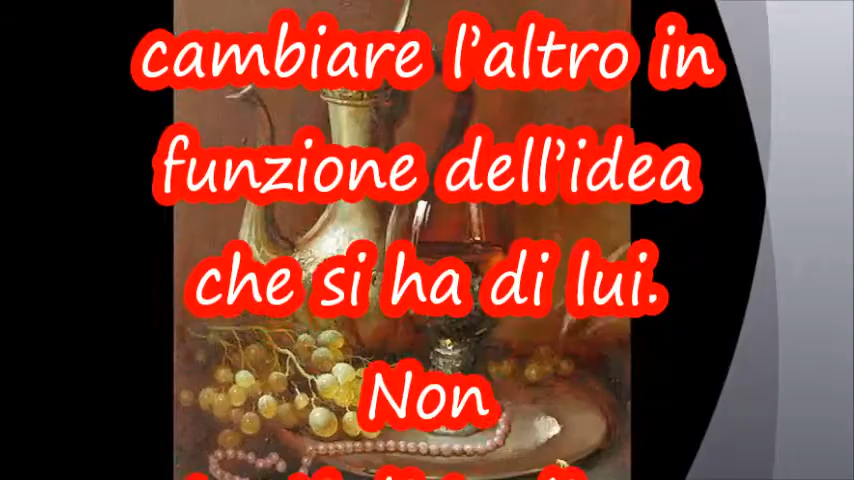 cambiare l'altro in
funzione dell'idea
che si ha di lui.
Non